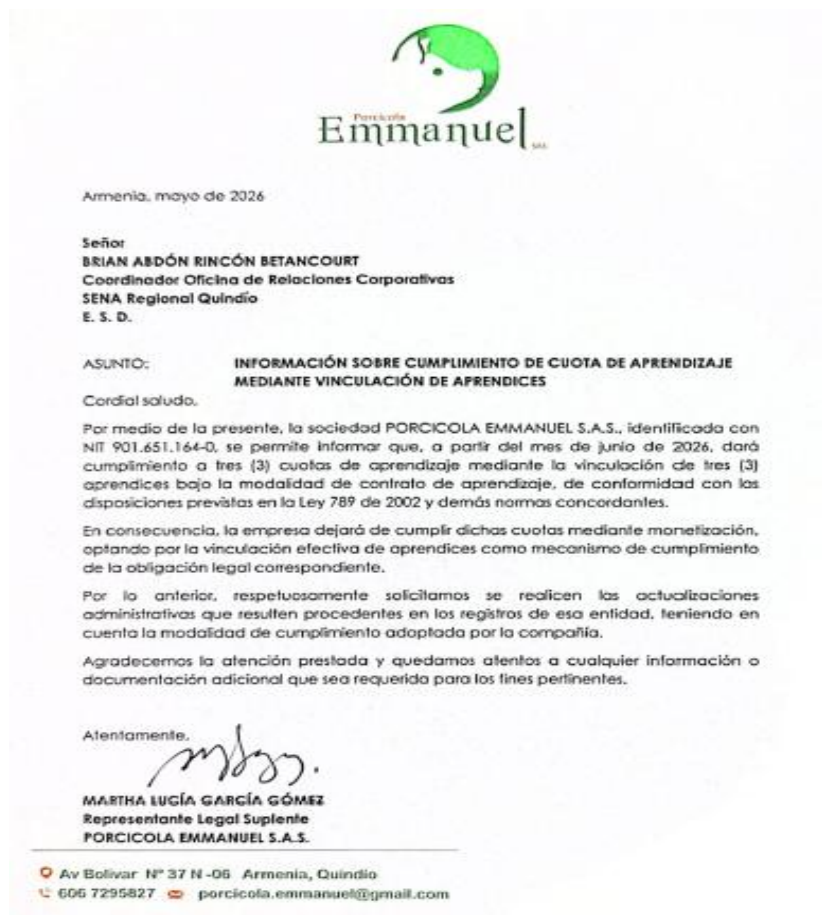 Porcicola
Emmanuel SAS
Armenia, mayo de 2026
Señor
BRIAN ABDÓN RINCÓN BETANCOURT
Coordinador Oficina de Relaciones Corporativas
SENA Regional Quindío
E. S. D.
ASUNTO: INFORMACIÓN SOBRE CUMPLIMIENTO DE CUOTA DE APRENDIZAJE
MEDIANTE VINCULACIÓN DE APRENDICES
Cordial saludo,
Por medio de la presente, la sociedad PORCICOLA EMMANUEL S.A.S., identificada con
NIT 901.651.164-0, se permite informar que, a partir del mes de junio de 2026, dará
cumplimiento a tres (3) cuotas de aprendizaje mediante la vinculación de tres (3)
aprendices bajo la modalidad de contrato de aprendizaje, de conformidad con las
disposiciones previstas en la Ley 789 de 2002 y demás normas concordantes.
En consecuencia, la empresa dejará de cumplir dichas cuotas mediante monetización,
optando por la vinculación efectiva de aprendices como mecanismo de cumplimiento
de la obligación legal correspondiente.
Por lo anterior, respetuosamente solicitamos se realicen las actualizaciones
administrativas que resulten procedentes en los registros de esa entidad, teniendo en
cuenta la modalidad de cumplimiento adoptada por la compañía.
Agradecemos la atención prestada y quedamos atentos a cualquier información o
documentación adicional que sea requerida para los fines pertinentes.
Atentamente,
MARTHA LUCÍA GARCÍA GÓMEZ
Representante Legal Suplente
PORCICOLA EMMANUEL S.A.S.
Av Bolivar N° 37 N -06 Armenia, Quindio
606 7295827 porcicola.emmanuel@gmail.com